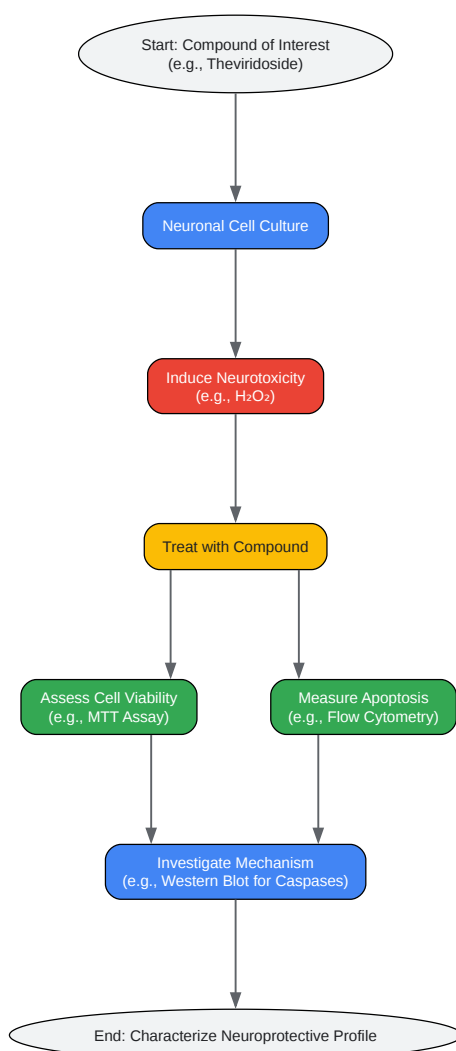 Start: Compound of Interest
(e.g., Theviridoside)
Neuronal Cell Culture
Induce Neurotoxicity
(e.g., H₂O₂)
Treat with Compound
Assess Cell Viability
(e.g., MTT Assay)
Measure Apoptosis
(e.g., Flow Cytometry)
Investigate Mechanism
(e.g., Western Blot for Caspases)
End: Characterize Neuroprotective Profile